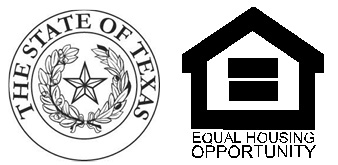 THE STATE OF TEXAS
EQUAL HOUSING
OPPORTUNITY